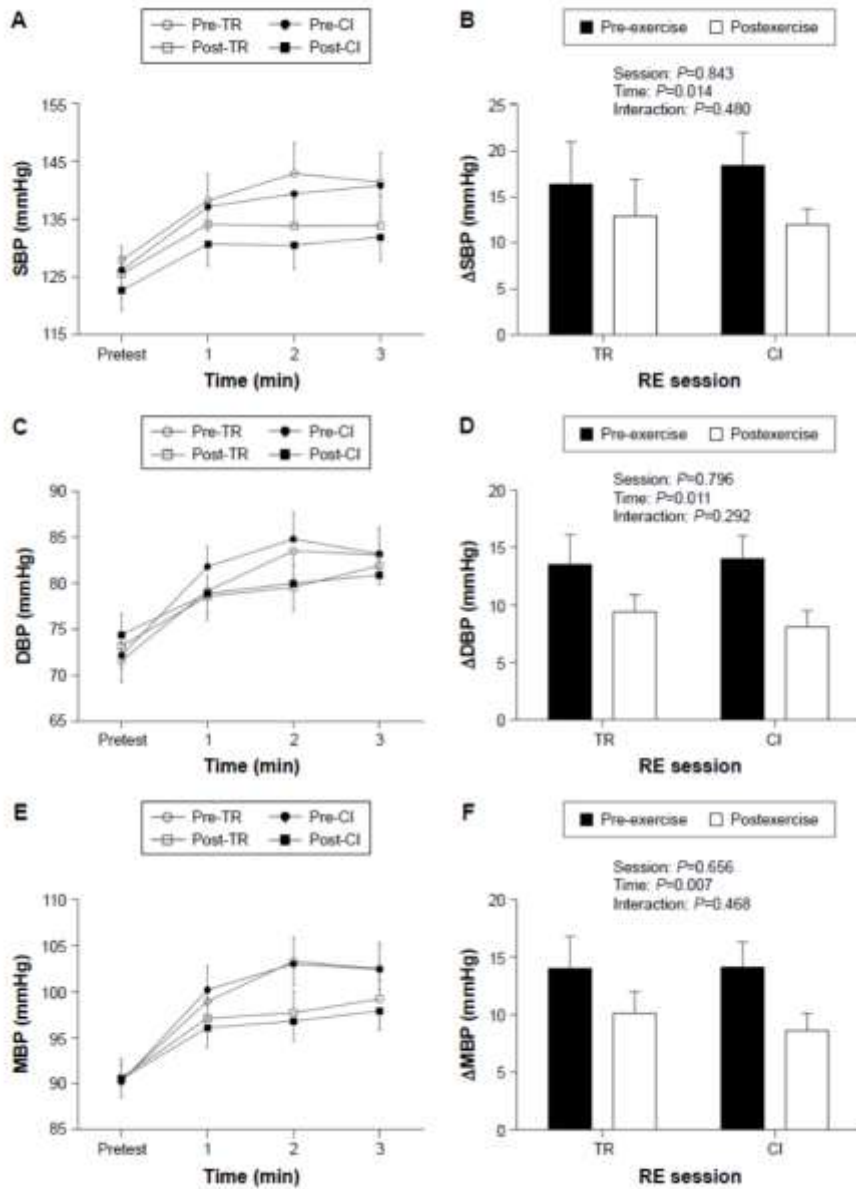 A
Pre-TR Pre-CI
Post-TR Post-CI
SBP (mmHg)
155
145
135
125
115
Pretest 1 2 3
Time (min)
B
Pre-exercise Postexercise
Session: P=0.843
Time: P=0.014
Interaction: P=0.480
ΔSBP (mmHg)
25
20
15
10
5
0
TR CI
RE session
C
Pre-TR Pre-CI
Post-TR Post-CI
DBP (mmHg)
90
85
80
75
70
65
Pretest 1 2 3
Time (min)
D
Pre-exercise Postexercise
Session: P=0.796
Time: P=0.011
Interaction: P=0.292
ΔDBP (mmHg)
20
15
10
5
0
TR CI
RE session
E
Pre-TR Pre-CI
Post-TR Post-CI
MBP (mmHg)
110
105
100
95
90
85
Pretest 1 2 3
Time (min)
F
Pre-exercise Postexercise
Session: P=0.656
Time: P=0.007
Interaction: P=0.468
ΔMBP (mmHg)
20
15
10
5
0
TR CI
RE session